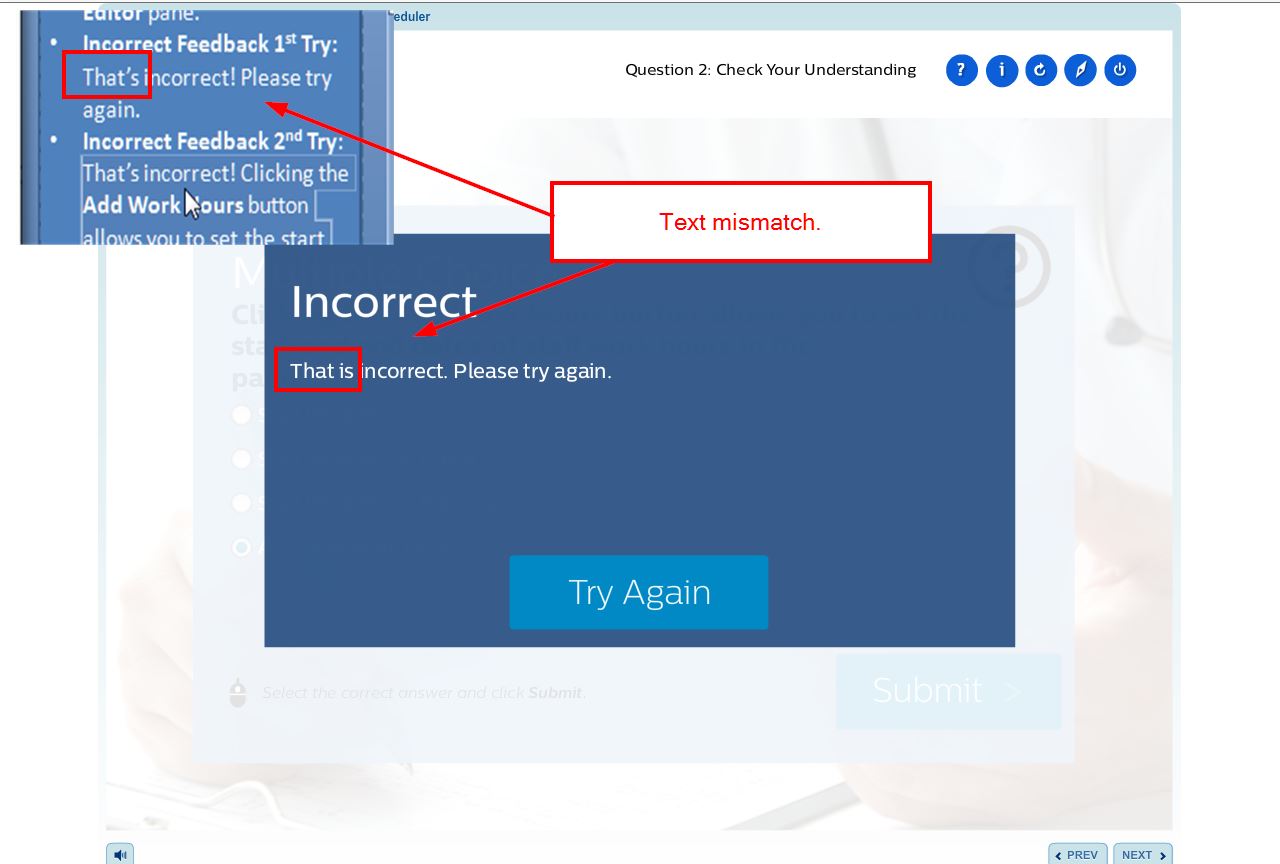 Editor pane.
• Incorrect Feedback 1st Try:
That's incorrect! Please try
again.
• Incorrect Feedback 2nd Try:
That's incorrect! Clicking the
Add Work Hours button
allows you to set the start
eduler
Question 2: Check Your Understanding
Text mismatch.
Incorrect
That is incorrect. Please try again.
Try Again
Select the correct answer and click Submit.
Submit >
PREV
NEXT